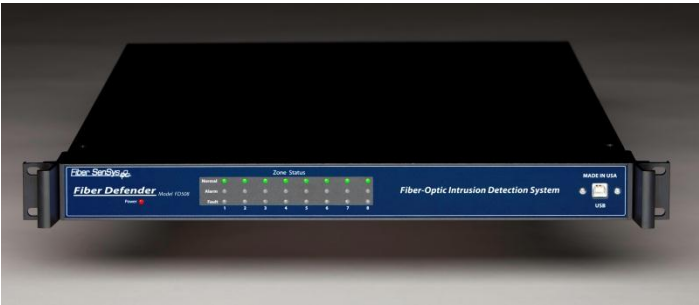 Fiber SenSys
Zone Status
MADE IN USA
Normal
Fiber Defender Model FD508
Alarm
Fiber-Optic Intrusion Detection System
Power
Fault
USB
1 2 3 4 5 6 7 8